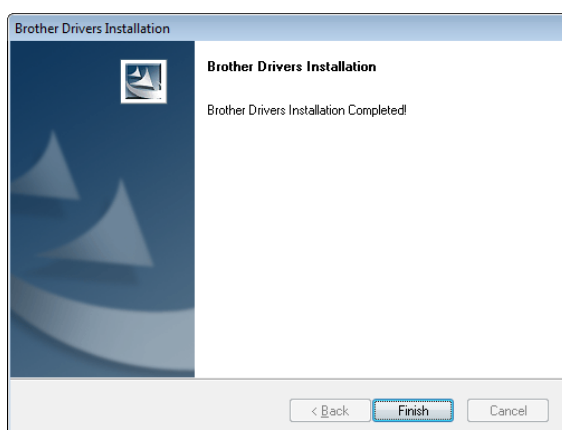 Brother Drivers Installation
Brother Drivers Installation
Brother Drivers Installation Completed!
< Back Finish Cancel